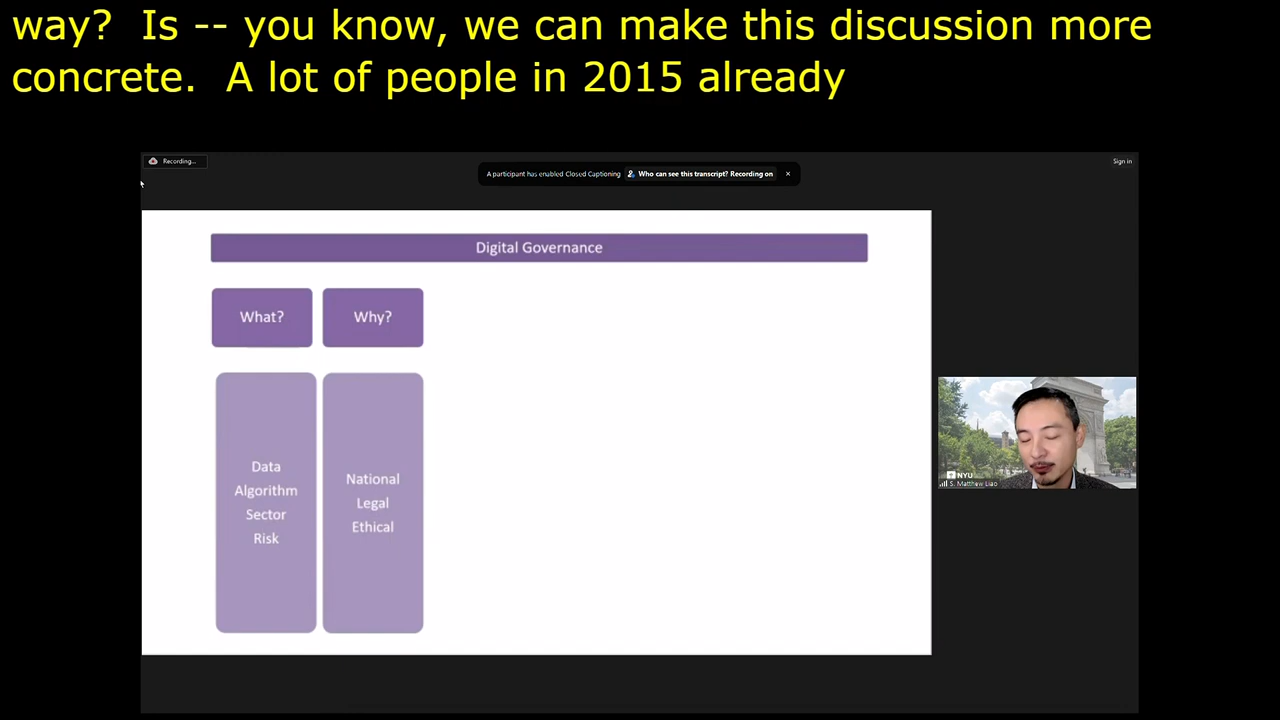 way?  Is -- you know, we can make this discussion more
concrete.  A lot of people in 2015 already
Recording...
A participant has enabled Closed Captioning
Who can see this transcript? Recording on
Sign in
Digital Governance
What?
Why?
Data
Algorithm
Sector
Risk
National
Legal
Ethical
NYU
S. Matthew Liao